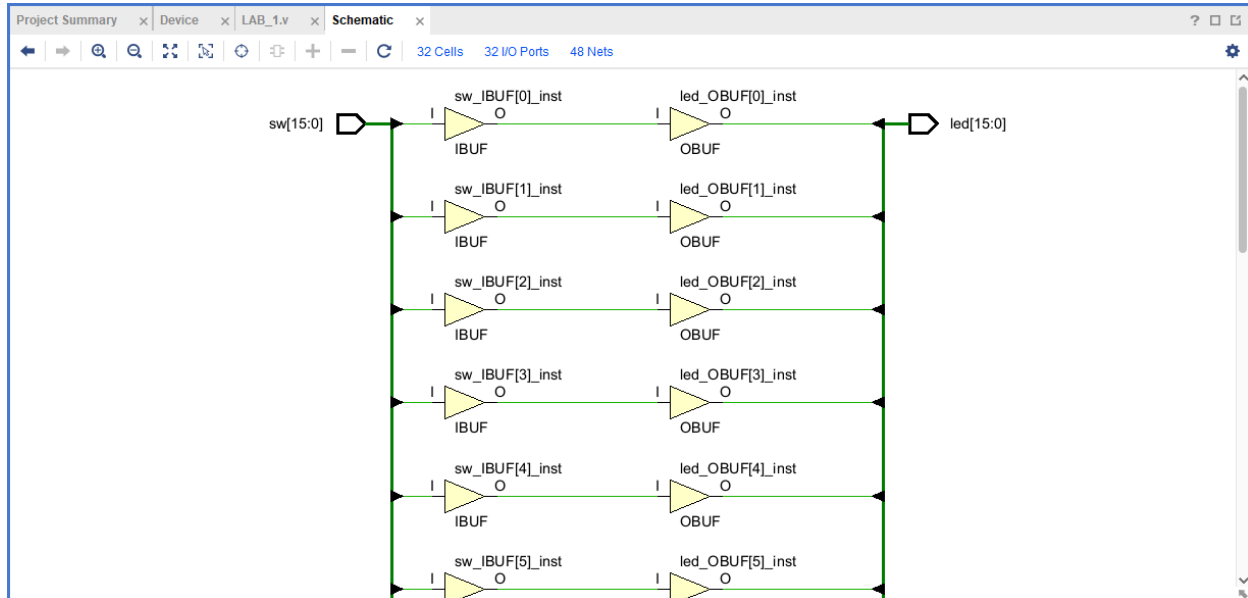 Project Summary × Device × LAB_1.v × Schematic × ?
32 Cells 32 I/O Ports 48 Nets
sw_IBUF[0]_inst led_OBUF[0]_inst
sw[15:0] I O I O led[15:0]
IBUF OBUF
sw_IBUF[1]_inst led_OBUF[1]_inst
I O I O
IBUF OBUF
sw_IBUF[2]_inst led_OBUF[2]_inst
I O I O
IBUF OBUF
sw_IBUF[3]_inst led_OBUF[3]_inst
I O I O
IBUF OBUF
sw_IBUF[4]_inst led_OBUF[4]_inst
I O I O
IBUF OBUF
sw_IBUF[5]_inst led_OBUF[5]_inst
I O I O